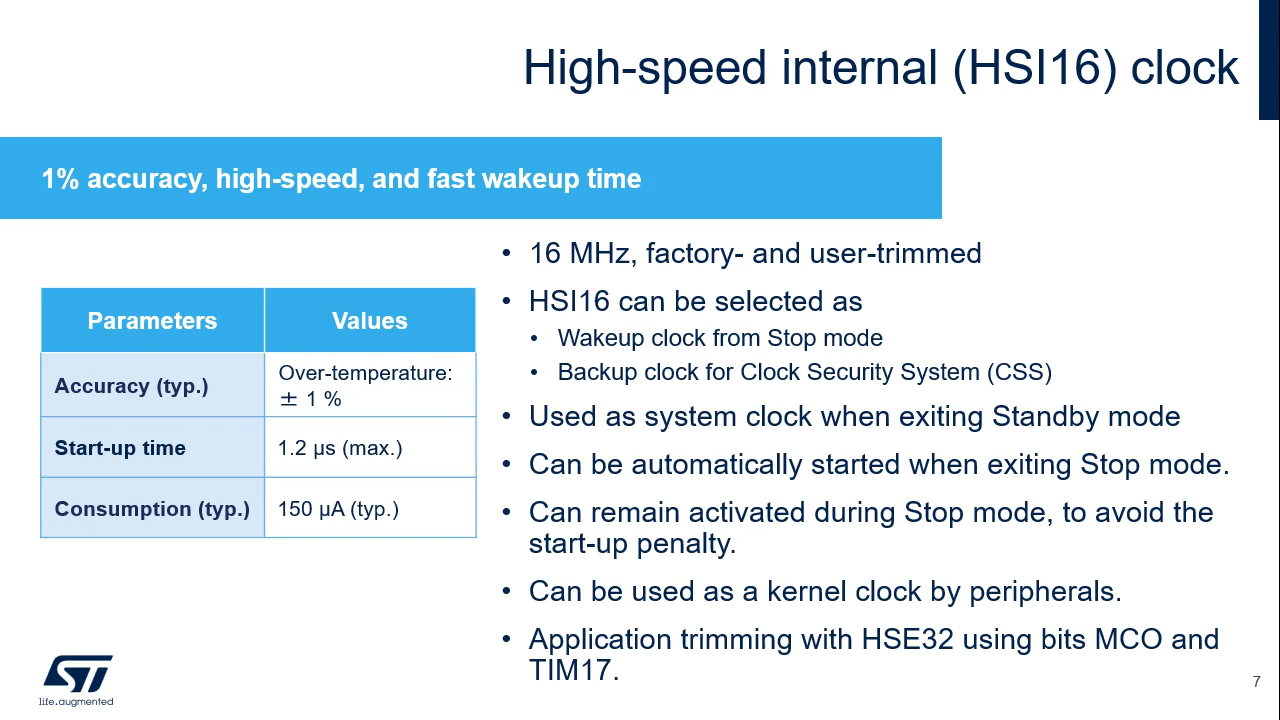 High-speed internal (HSI16) clock
1% accuracy, high-speed, and fast wakeup time
Parameters Values
Accuracy (typ.) Over-temperature:
± 1 %
Start-up time 1.2 µs (max.)
Consumption (typ.) 150 µA (typ.)
• 16 MHz, factory- and user-trimmed
• HSI16 can be selected as
• Wakeup clock from Stop mode
• Backup clock for Clock Security System (CSS)
• Used as system clock when exiting Standby mode
• Can be automatically started when exiting Stop mode.
• Can remain activated during Stop mode, to avoid the
start-up penalty.
• Can be used as a kernel clock by peripherals.
• Application trimming with HSE32 using bits MCO and
TIM17.
ST
life.augmented
7